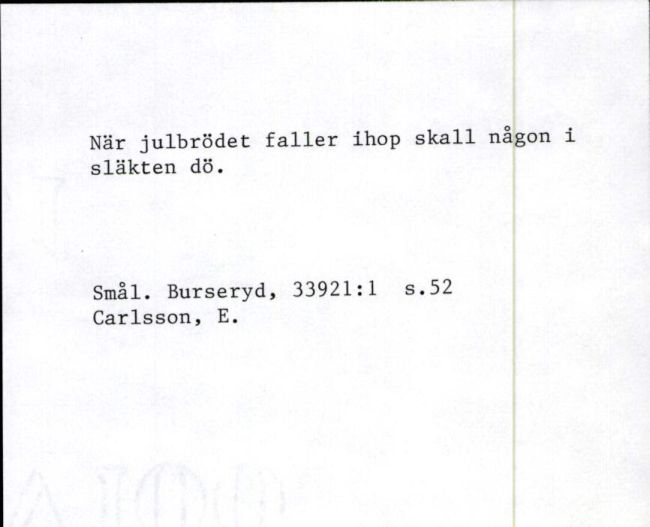 När julbrödet faller ihop skall någon i
släkten dö.
Smål. Burseryd, 33921:1 s.52
Carlsson, E.